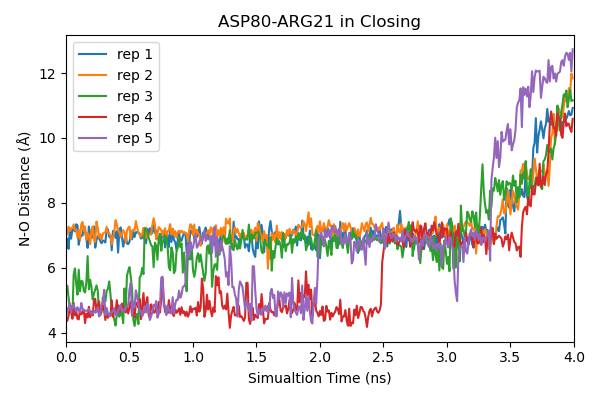 ASP80-ARG21 in Closing
rep 1
rep 2
rep 3
rep 4
rep 5
N-O Distance (Å)
12
10
8
6
4
0.0 0.5 1.0 1.5 2.0 2.5 3.0 3.5 4.0
Simualtion Time (ns)